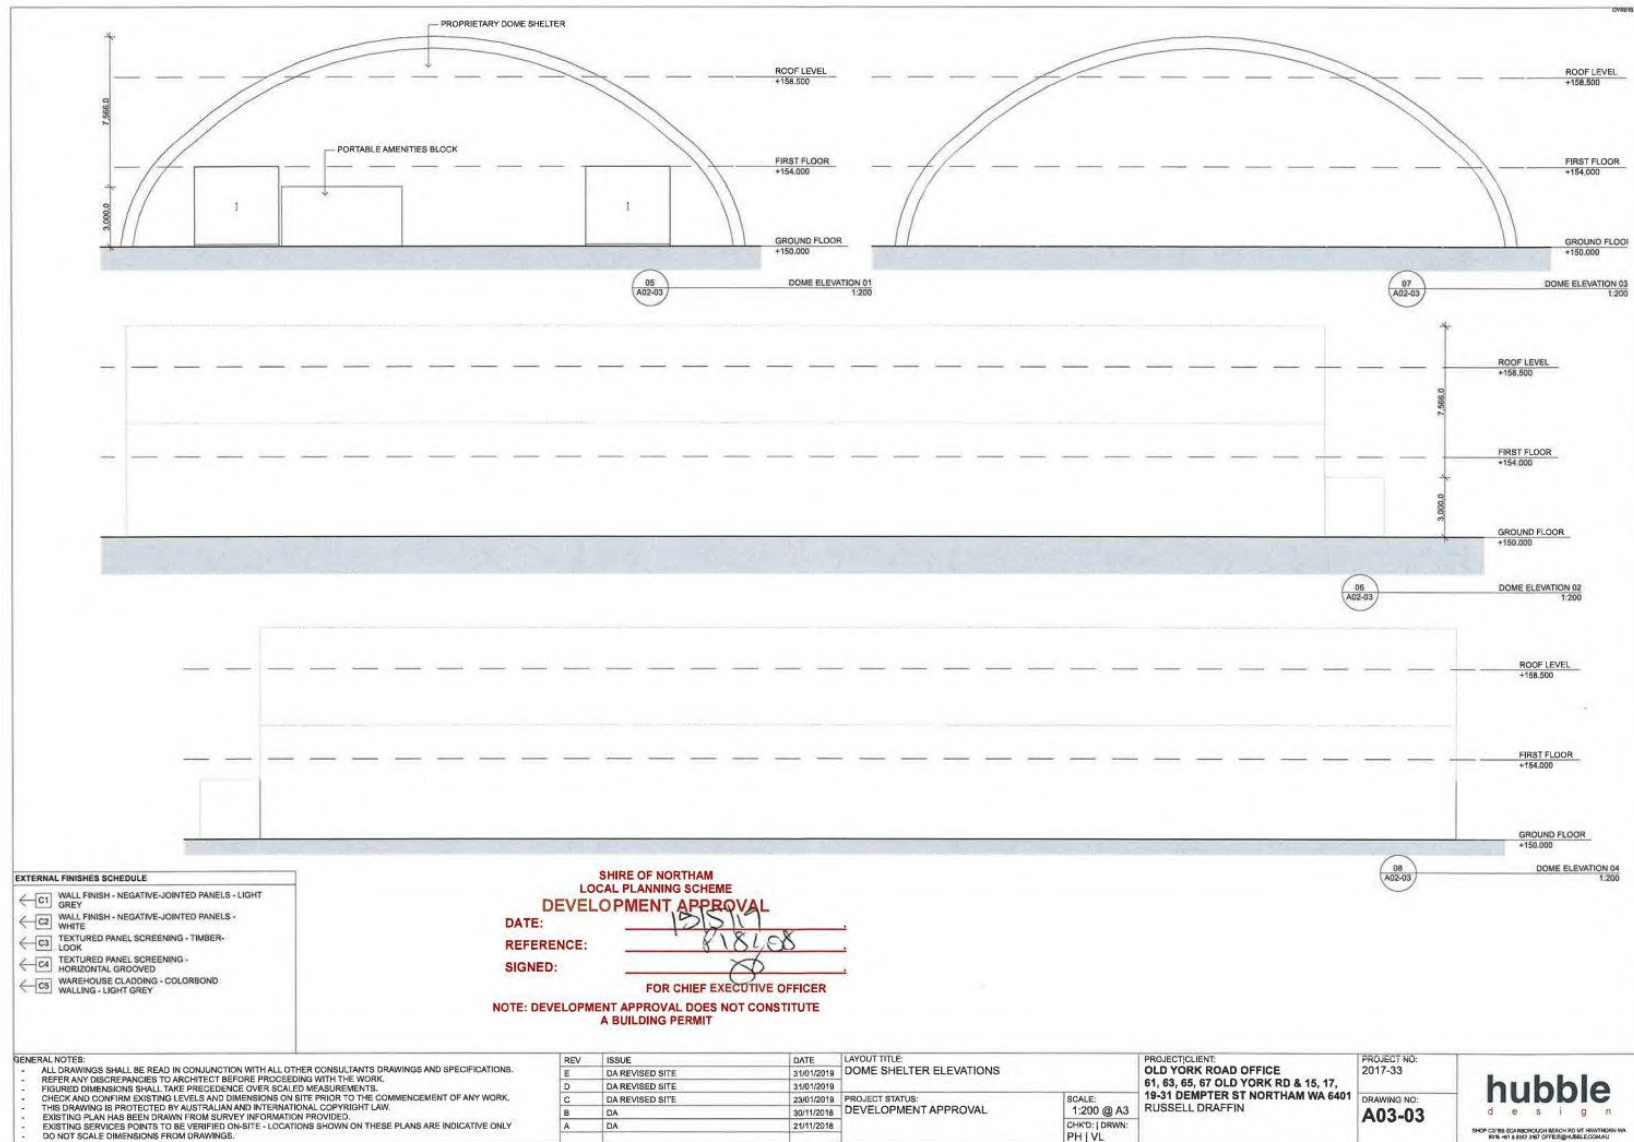 PROPRIETARY DOME SHELTER
ROOF LEVEL
+158.500
7,566.0
PORTABLE AMENITIES BLOCK
FIRST FLOOR
+154.000
3,000.0
GROUND FLOOR
+150.000
05
A02-03
DOME ELEVATION 01
1:200
ROOF LEVEL
+158.500
FIRST FLOOR
+154.000
GROUND FLOO
+150.000
07
A02-03
DOME ELEVATION 03
1:200
ROOF LEVEL
+158.500
7,566.0
FIRST FLOOR
+154.000
3,000.0
GROUND FLOOR
+150.000
06
A02-03
DOME ELEVATION 02
1:200
ROOF LEVEL
+158.500
FIRST FLOOR
+154.000
GROUND FLOOR
+150.000
08
A02-03
DOME ELEVATION 04
1:200
EXTERNAL FINISHES SCHEDULE
C1 WALL FINISH - NEGATIVE-JOINTED PANELS - LIGHT
GREY
C2 WALL FINISH - NEGATIVE-JOINTED PANELS -
WHITE
C3 TEXTURED PANEL SCREENING - TIMBER-
LOOK
C4 TEXTURED PANEL SCREENING -
HORIZONTAL GROOVED
C5 WAREHOUSE CLADDING - COLORBOND
WALLING - LIGHT GREY
SHIRE OF NORTHAM
LOCAL PLANNING SCHEME
DEVELOPMENT APPROVAL
DATE: 13/5/19
REFERENCE: P18408
SIGNED:
FOR CHIEF EXECUTIVE OFFICER
NOTE: DEVELOPMENT APPROVAL DOES NOT CONSTITUTE
A BUILDING PERMIT
GENERAL NOTES:
- ALL DRAWINGS SHALL BE READ IN CONJUNCTION WITH ALL OTHER CONSULTANTS DRAWINGS AND SPECIFICATIONS.
- REFER ANY DISCREPANCIES TO ARCHITECT BEFORE PROCEEDING WITH THE WORK.
- FIGURED DIMENSIONS SHALL TAKE PRECEDENCE OVER SCALED MEASUREMENTS.
- CHECK AND CONFIRM EXISTING LEVELS AND DIMENSIONS ON SITE PRIOR TO THE COMMENCEMENT OF ANY WORK.
- THIS DRAWING IS PROTECTED BY AUSTRALIAN AND INTERNATIONAL COPYRIGHT LAW.
- EXISTING PLAN HAS BEEN DRAWN FROM SURVEY INFORMATION PROVIDED.
- EXISTING SERVICES POINTS TO BE VERIFIED ON-SITE - LOCATIONS SHOWN ON THESE PLANS ARE INDICATIVE ONLY
- DO NOT SCALE DIMENSIONS FROM DRAWINGS.
REV ISSUE DATE
E DA REVISED SITE 31/01/2019
D DA REVISED SITE 31/01/2019
C DA REVISED SITE 23/01/2019
B DA 30/11/2018
A DA 21/11/2018
LAYOUT TITLE:
DOME SHELTER ELEVATIONS
PROJECT STATUS:
DEVELOPMENT APPROVAL
SCALE:
1:200 @ A3
CHK'D: | DRWN:
PH | VL
PROJECT|CLIENT:
OLD YORK ROAD OFFICE
61, 63, 65, 67 OLD YORK RD & 15, 17,
19-31 DEMPTER ST NORTHAM WA 6401
RUSSELL DRAFFIN
PROJECT NO:
2017-33
DRAWING NO:
A03-03
hubble
design